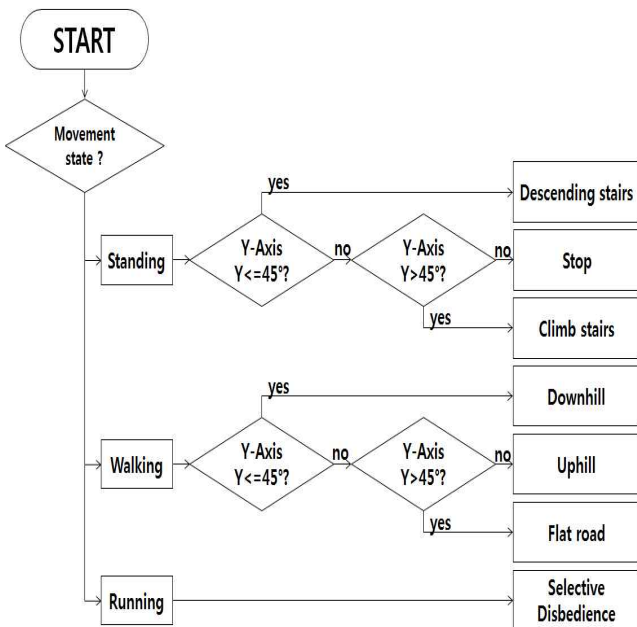 START
Movement
state ?
yes
Descending stairs
Standing
Y-Axis
Y<=45°?
no
Y-Axis
Y>45°?
no
Stop
yes
Climb stairs
yes
Downhill
Walking
Y-Axis
Y<=45°?
no
Y-Axis
Y>45°?
no
Uphill
yes
Flat road
Running
Selective
Disbedience